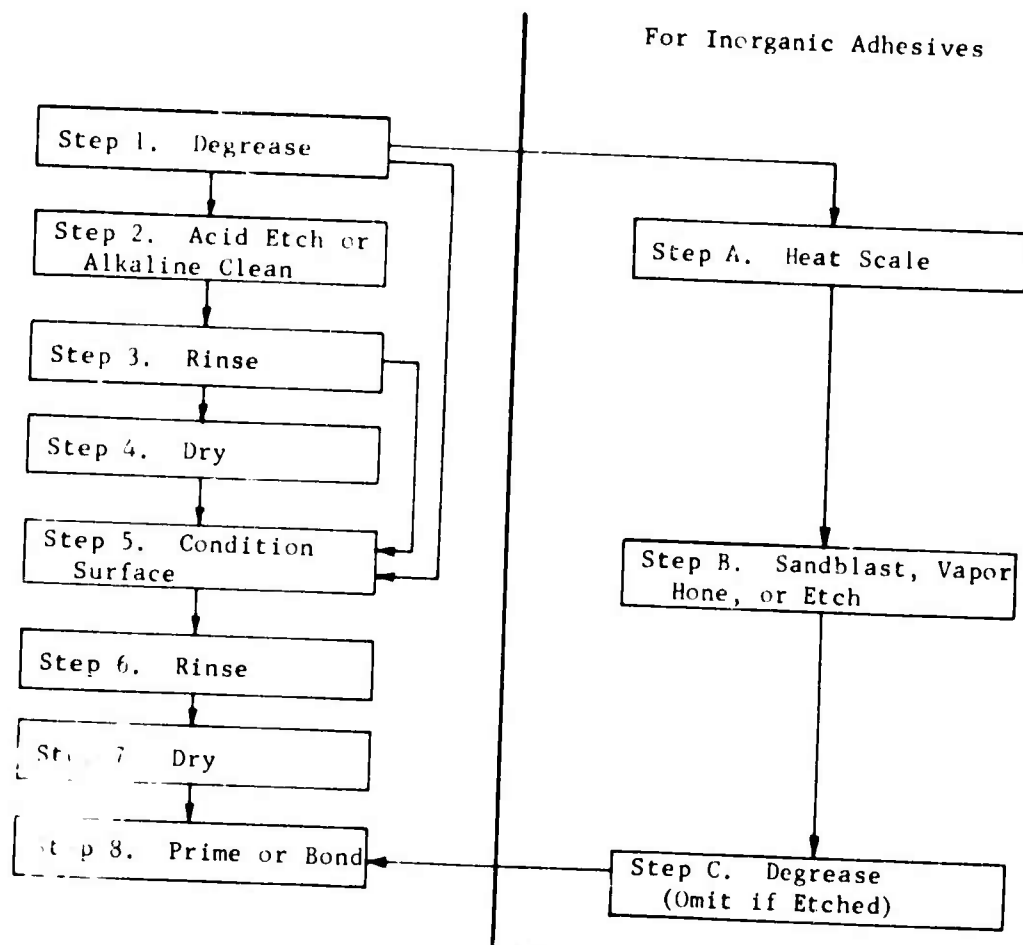 For Inorganic Adhesives
Step 1. Degrease
Step 2. Acid Etch or
Alkaline Clean
Step 3. Rinse
Step 4. Dry
Step 5. Condition
Surface
Step 6. Rinse
7. Dry
8. Prime or Bond
Step A. Heat Scale
Step B. Sandblast, Vapor
Hone, or Etch
Step C. Degrease
(Omit if Etched)